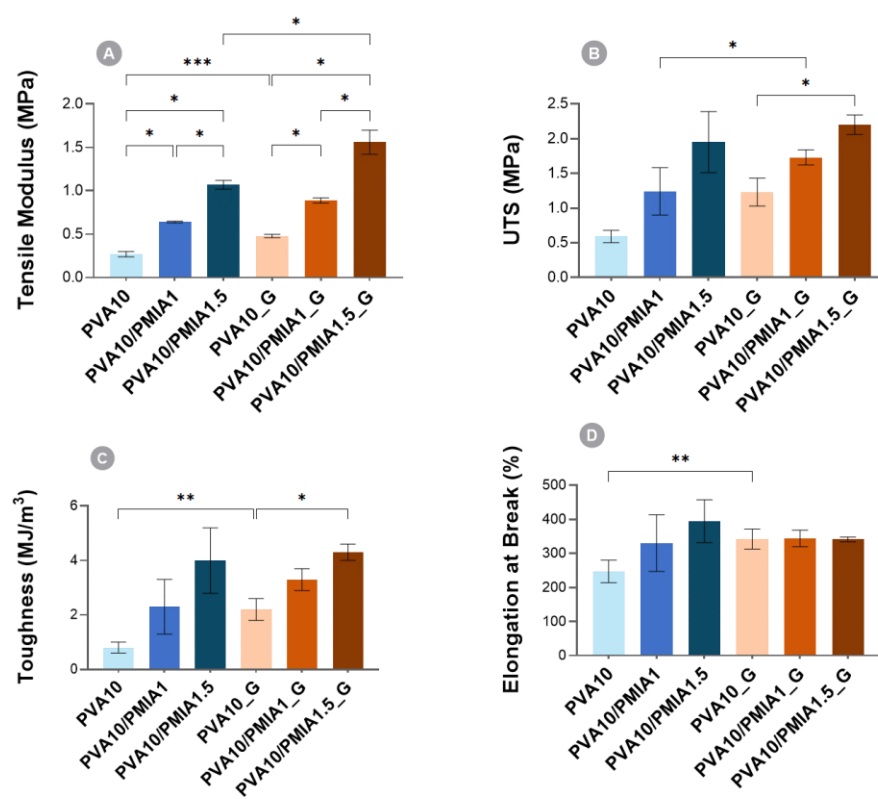 A
*
***
*
*
*
*
*
*
Tensile Modulus (MPa)
2.0
1.5
1.0
0.5
0.0
PVA10
PVA10/PMIA1
PVA10/PMIA1.5
PVA10_G
PVA10/PMIA1_G
PVA10/PMIA1.5_G
B
*
*
UTS (MPa)
2.5
2.0
1.5
1.0
0.5
0.0
PVA10
PVA10/PMIA1
PVA10/PMIA1.5
PVA10_G
PVA10/PMIA1_G
PVA10/PMIA1.5_G
C
**
*
Toughness (MJ/m³)
6
4
2
0
PVA10
PVA10/PMIA1
PVA10/PMIA1.5
PVA10_G
PVA10/PMIA1_G
PVA10/PMIA1.5_G
D
**
Elongation at Break (%)
500
400
300
200
100
0
PVA10
PVA10/PMIA1
PVA10/PMIA1.5
PVA10_G
PVA10/PMIA1_G
PVA10/PMIA1.5_G